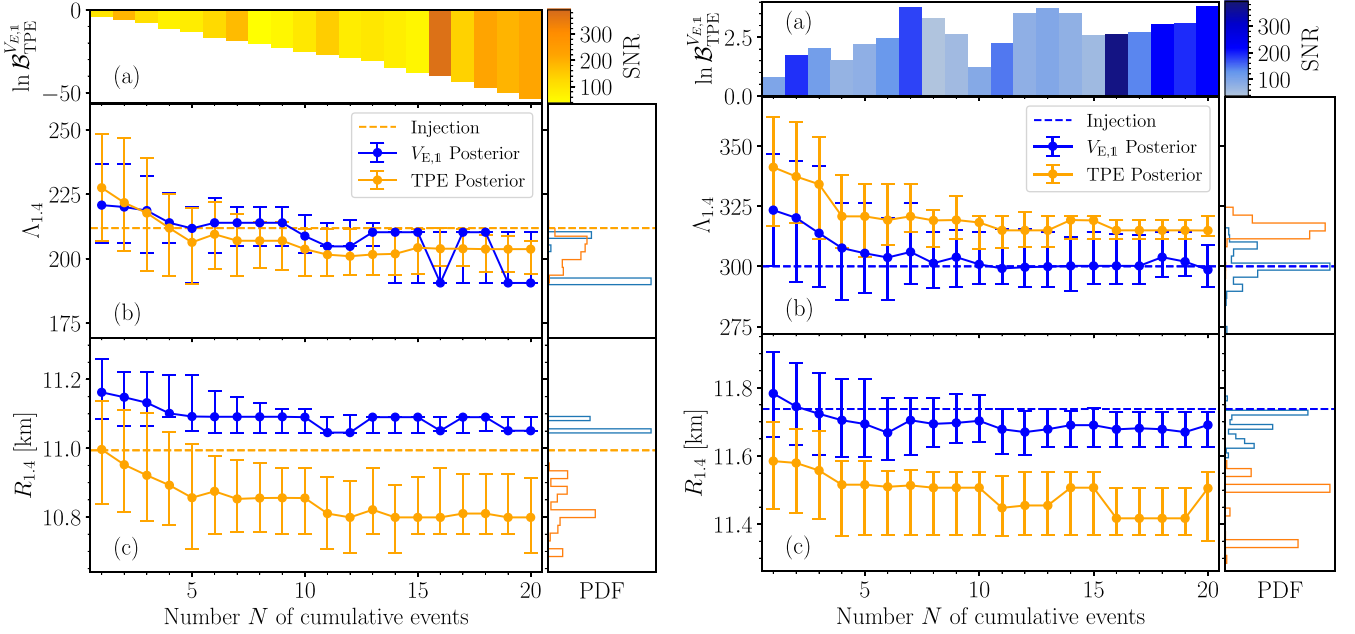 ln 𝓑_TPE^{V_{E,𝟙}}
0
−50
(a)
300
200
100
SNR
Λ_{1.4}
250
225
200
175
Injection
V_{E,𝟙} Posterior
TPE Posterior
(b)
R_{1.4} [km]
11.2
11.0
10.8
(c)
5
10
15
20
Number N of cumulative events
PDF
ln 𝓑_TPE^{V_{E,𝟙}}
2.5
0.0
(a)
300
200
100
SNR
Λ_{1.4}
350
325
300
275
Injection
V_{E,𝟙} Posterior
TPE Posterior
(b)
R_{1.4} [km]
11.8
11.6
11.4
(c)
5
10
15
20
Number N of cumulative events
PDF